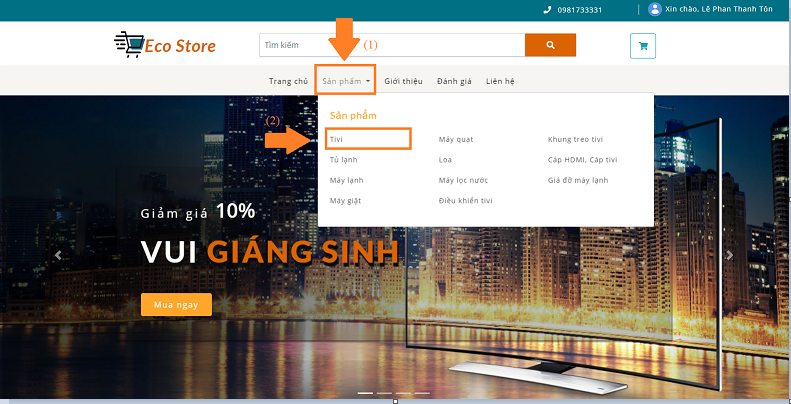 0981733331
Xin chào, Lê Phan Thanh Tôn
Eco Store
Tìm kiếm
(1)
Trang chủ
Sản phẩm
Giới thiệu
Đánh giá
Liên hệ
Sản phẩm
(2)
Tivi
Máy quạt
Khung treo tivi
Tủ lạnh
Loa
Cáp HDMI, Cáp tivi
Máy lạnh
Máy lọc nước
Giá đỡ máy lạnh
Máy giặt
Điều khiển tivi
Giảm giá 10%
VUI GIÁNG SINH
Mua ngay